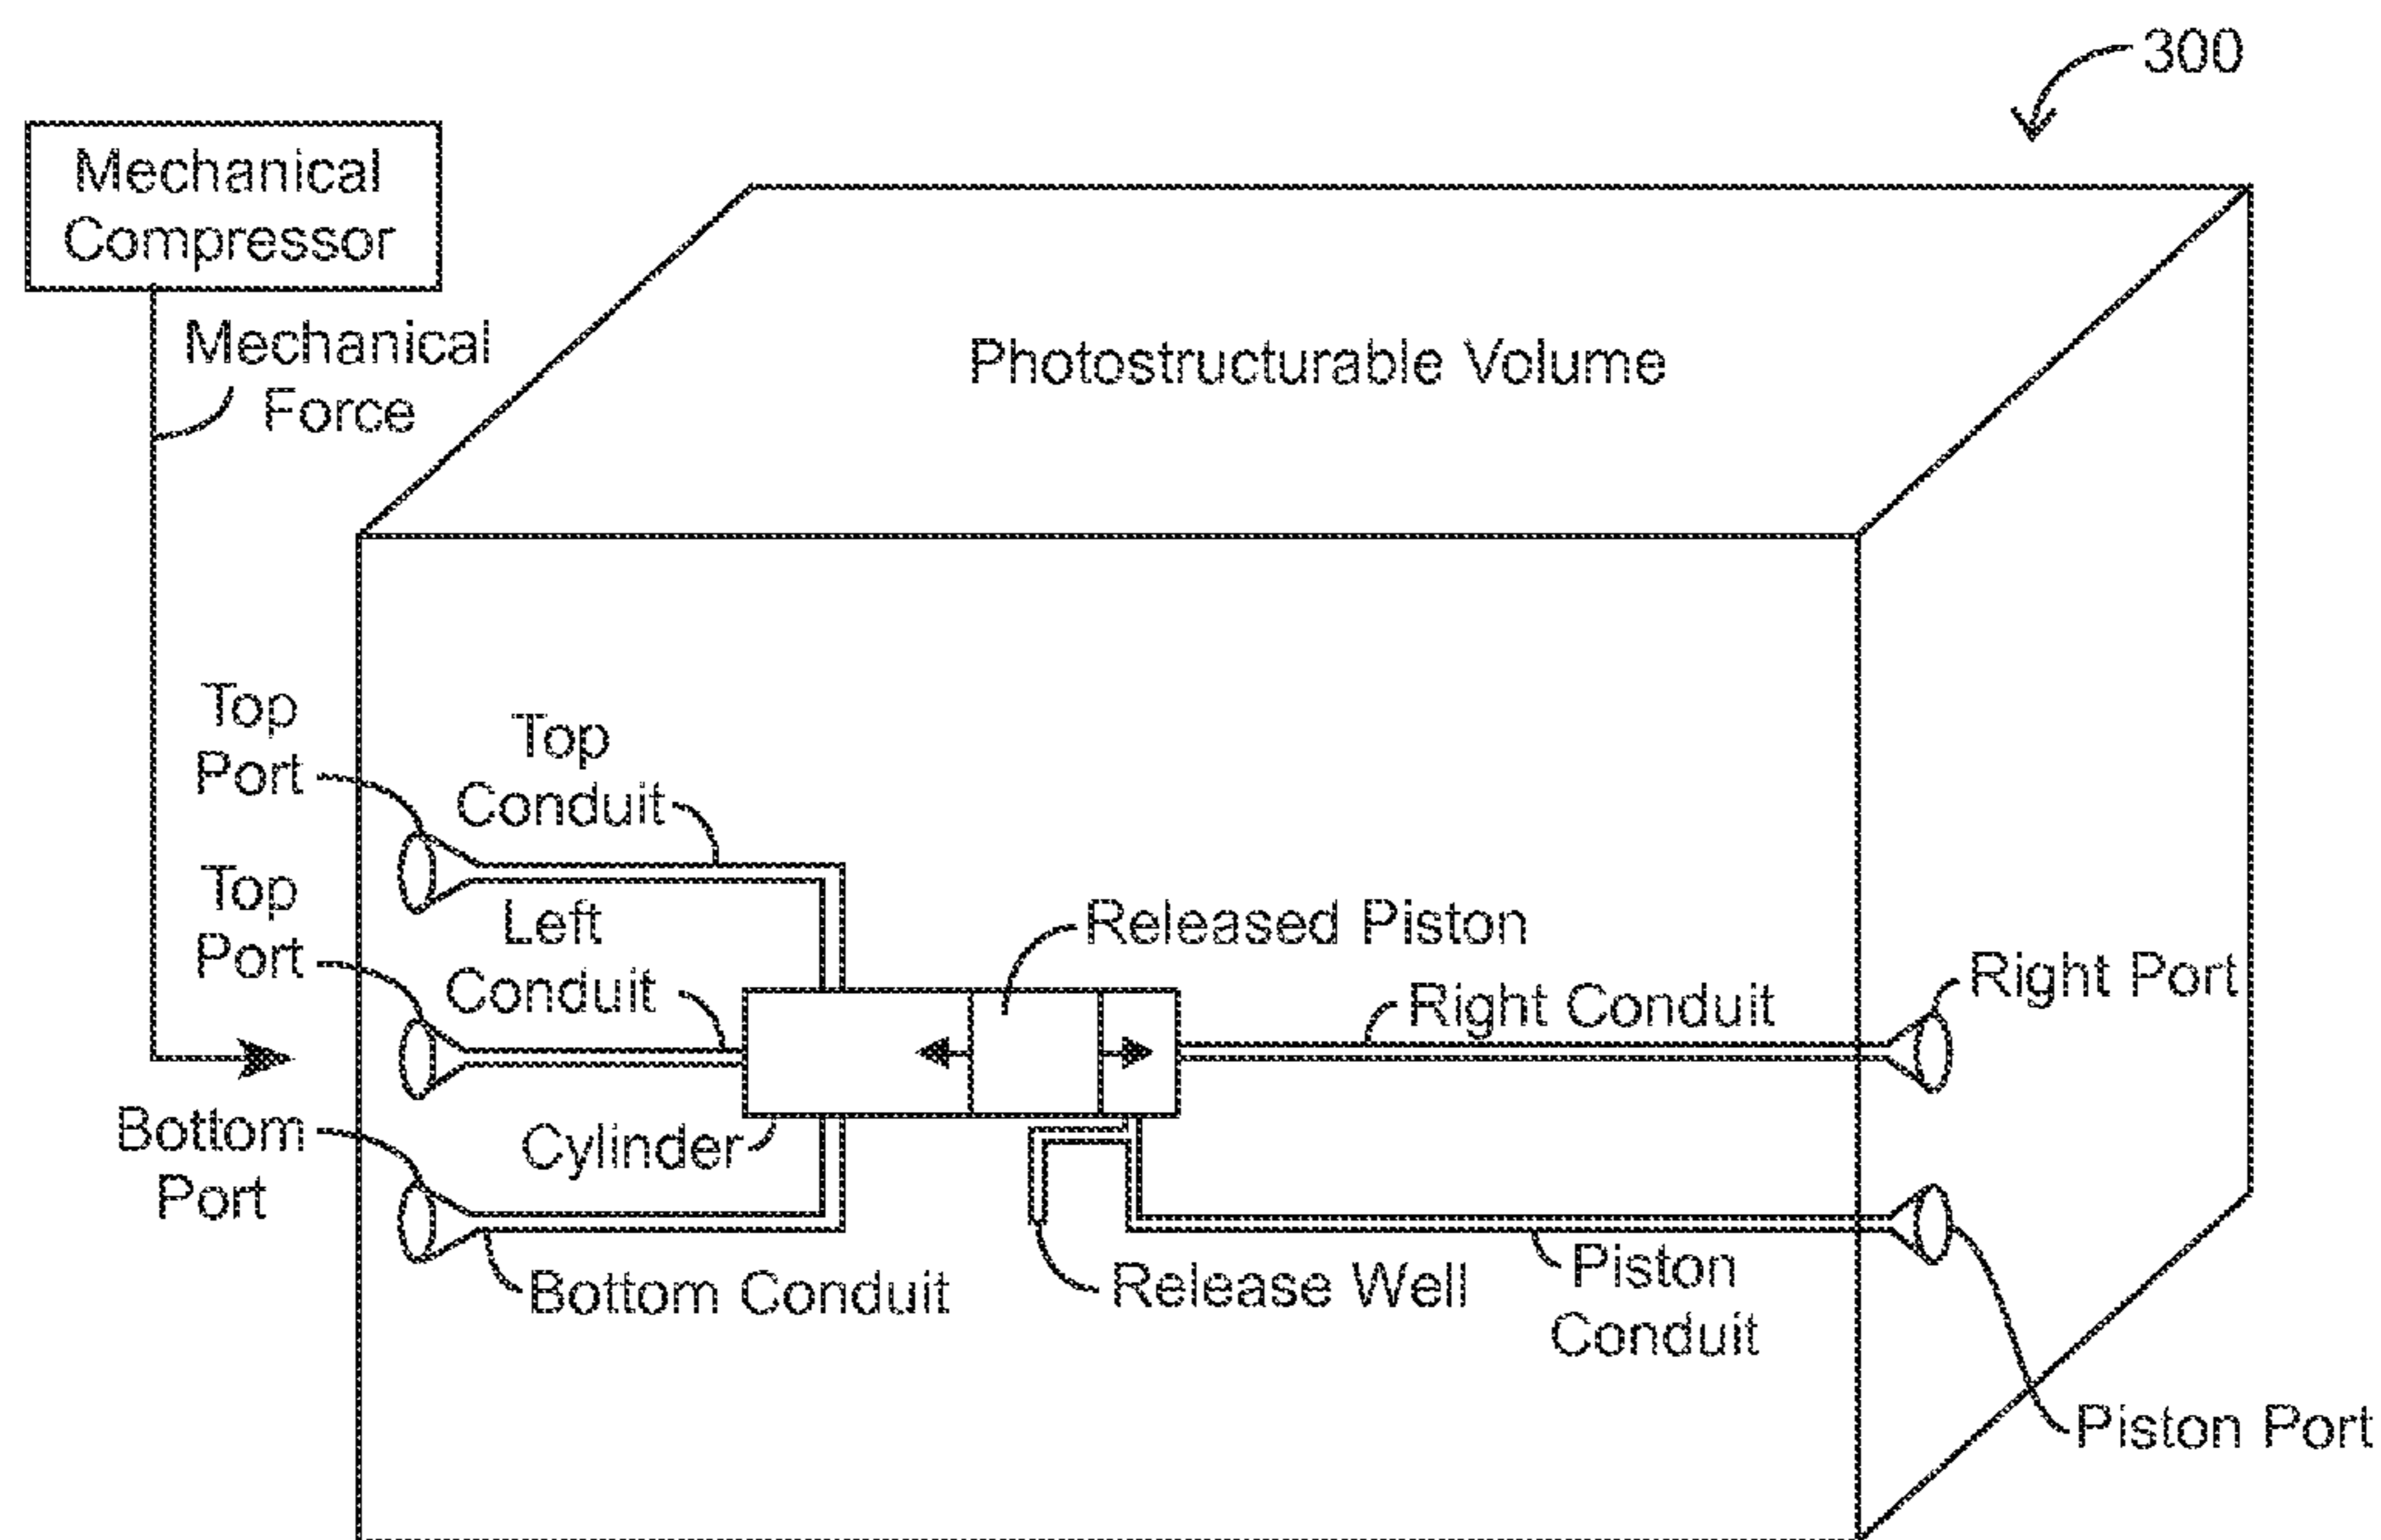 300
Mechanical
Compressor
Mechanical
Force
Photostructurable Volume
Top
Port
Top
Conduit
Top
Port
Left
Conduit
Released Piston
Right Conduit
Right Port
Bottom
Port
Cylinder
Bottom Conduit
Release Well
Piston
Conduit
Piston Port